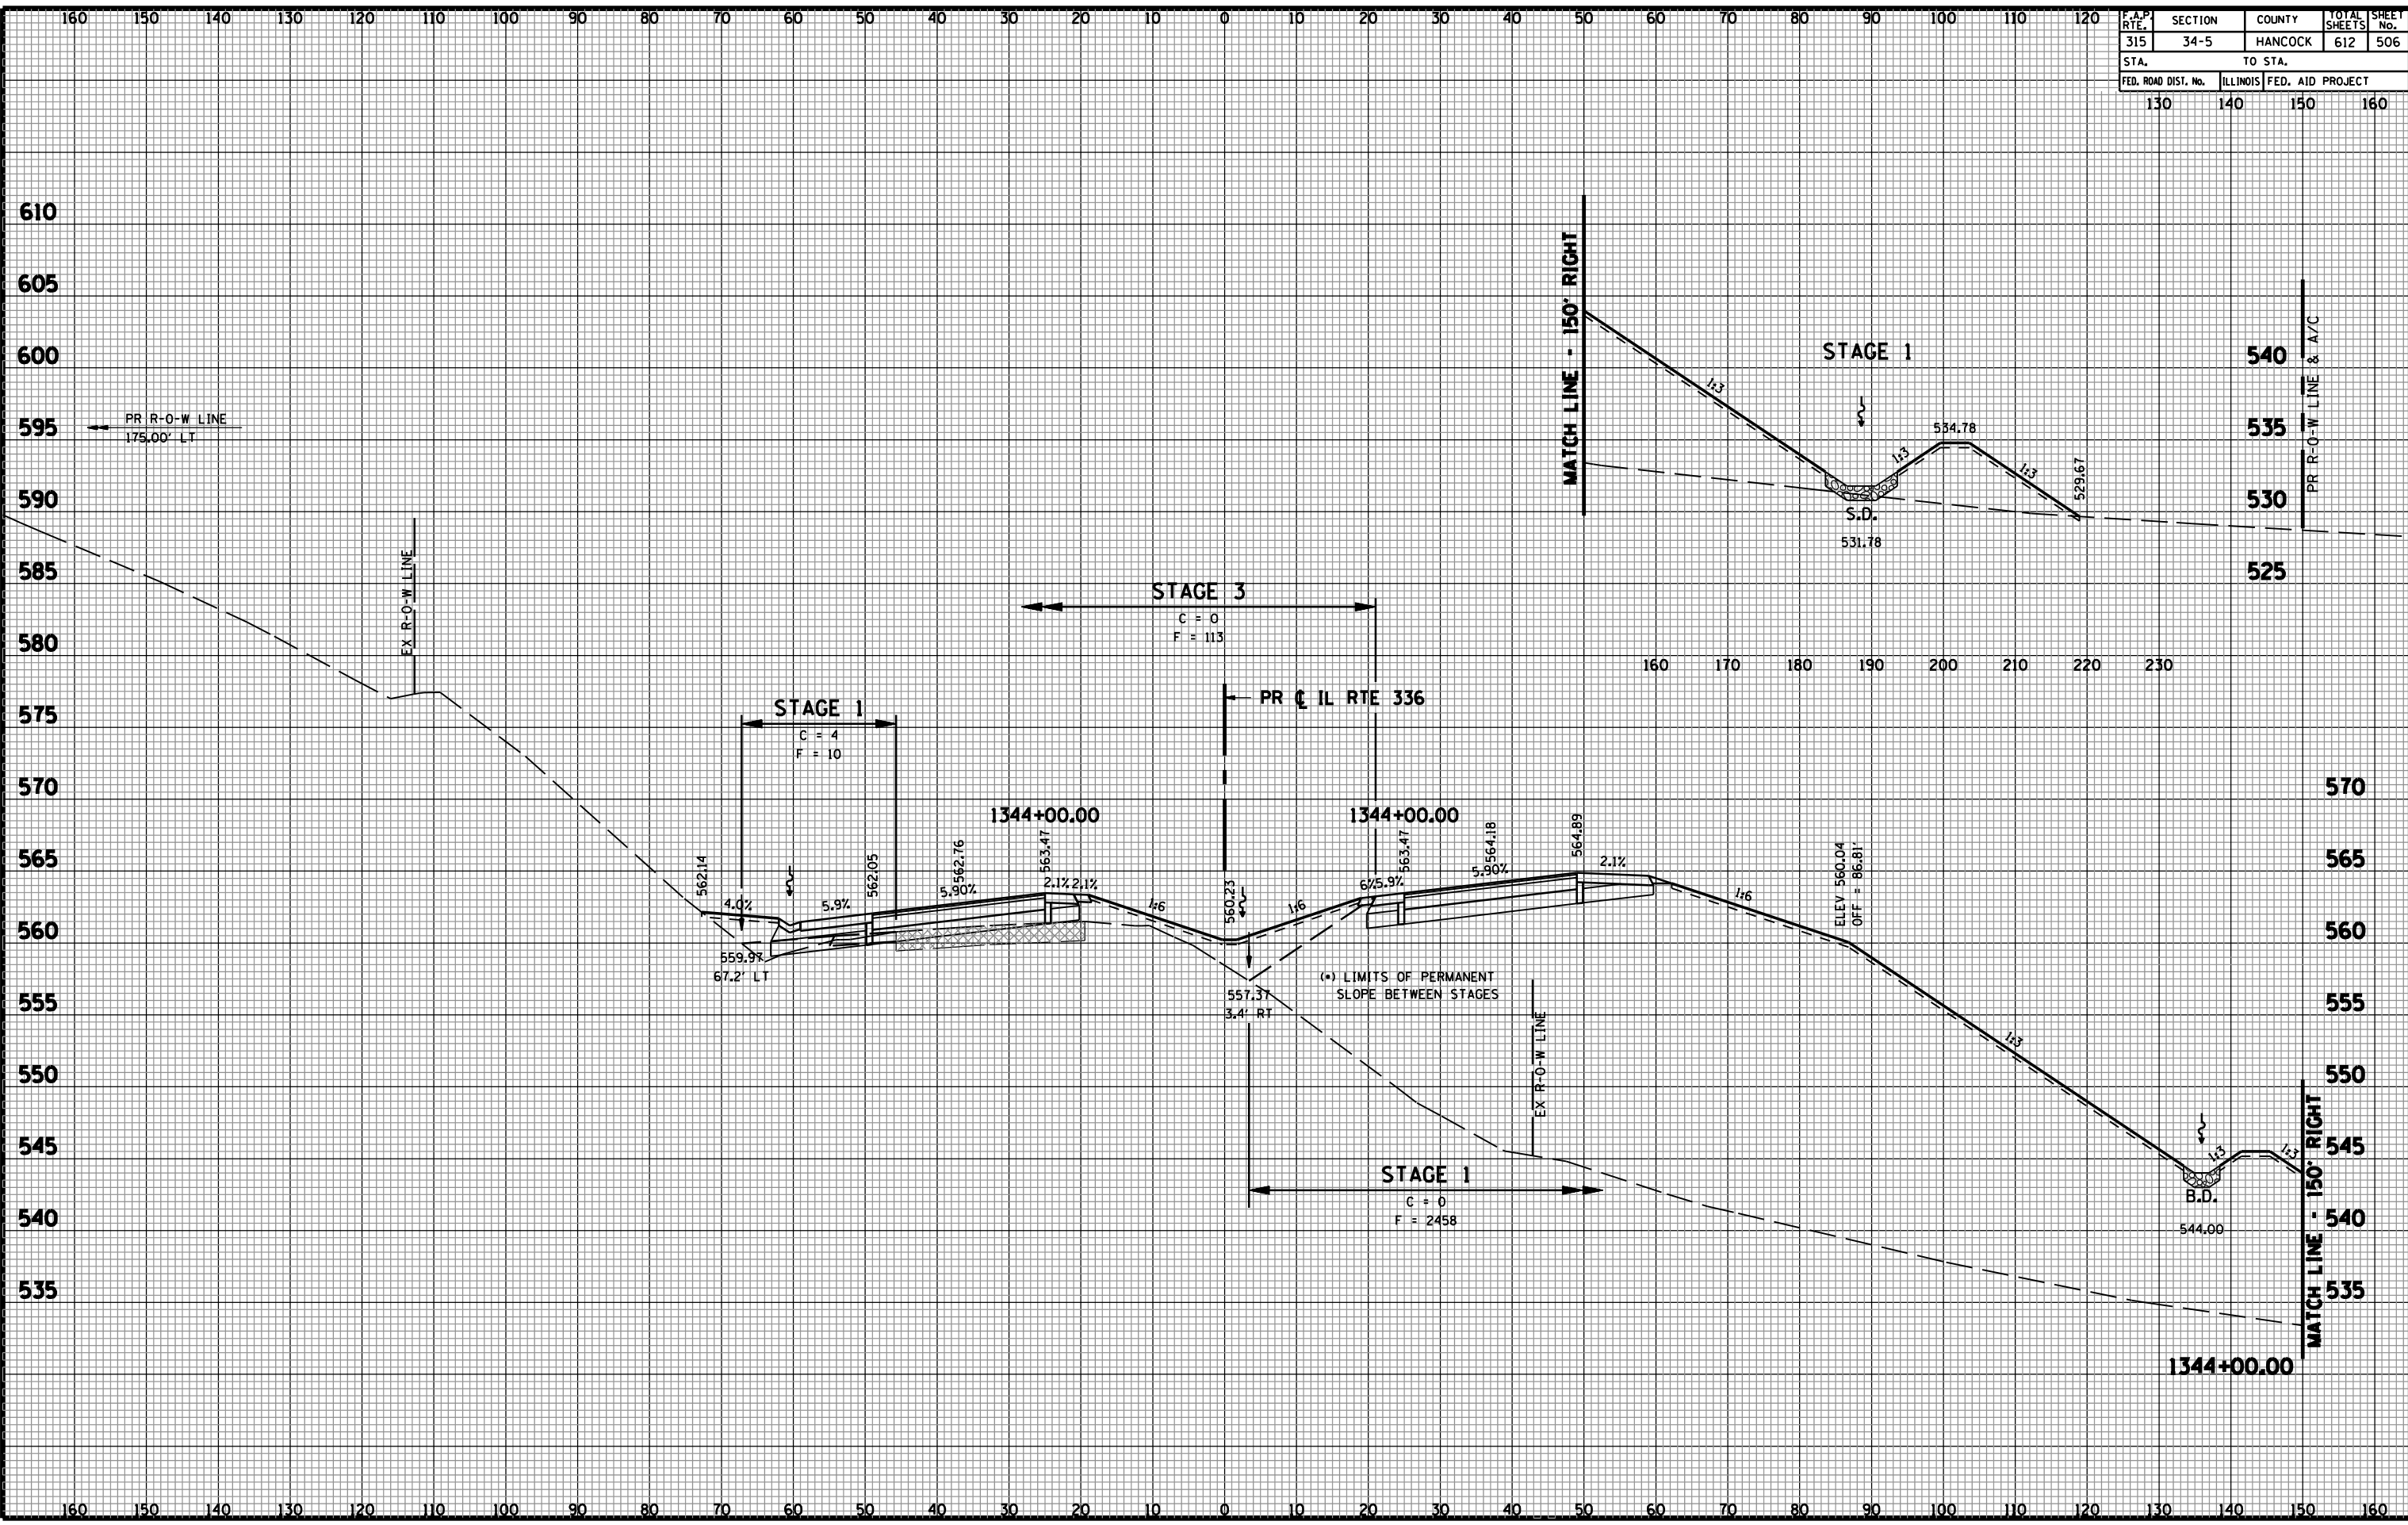 160 150 140 130 120 110 100 90 80 70 60 50 40 30 20 10 0 10 20 30 40 50 60 70 80 90 100 110 120
F.A.P. RTE. SECTION COUNTY TOTAL SHEETS SHEET No.
315 34-5 HANCOCK 612 506
STA. TO STA.
FED. ROAD DIST. No. ILLINOIS FED. AID PROJECT
130 140 150 160
610
605
600
595
590
585
580
575
570
565
560
555
550
545
540
535
PR R-O-W LINE
175.00' LT
EX R-O-W LINE
MATCH LINE - 150' RIGHT
1:3
STAGE 1
1:3
534.78
1:3
529.67
S.D.
531.78
540
535
530
525
PR R-O-W LINE & A/C
160 170 180 190 200 210 220 230
STAGE 3
C = 0
F = 113
PR ℄ IL RTE 336
STAGE 1
C = 4
F = 10
1344+00.00
1344+00.00
562.14
4.0%
5.9%
562.05
562.76
5.90%
563.47
2.1% 2.1%
1:6
560.23
1:6
6% 5.9%
563.47
564.18
5.90%
564.89
2.1%
1:6
ELEV 560.04
OFF = 86.81'
559.97
67.2' LT
557.37
3.4' RT
(*) LIMITS OF PERMANENT
SLOPE BETWEEN STAGES
EX R-O-W LINE
1:3
STAGE 1
C = 0
F = 2458
1:3
1:3
B.D.
544.00
MATCH LINE - 150' RIGHT
570
565
560
555
550
545
540
535
1344+00.00
160 150 140 130 120 110 100 90 80 70 60 50 40 30 20 10 0 10 20 30 40 50 60 70 80 90 100 110 120 130 140 150 160